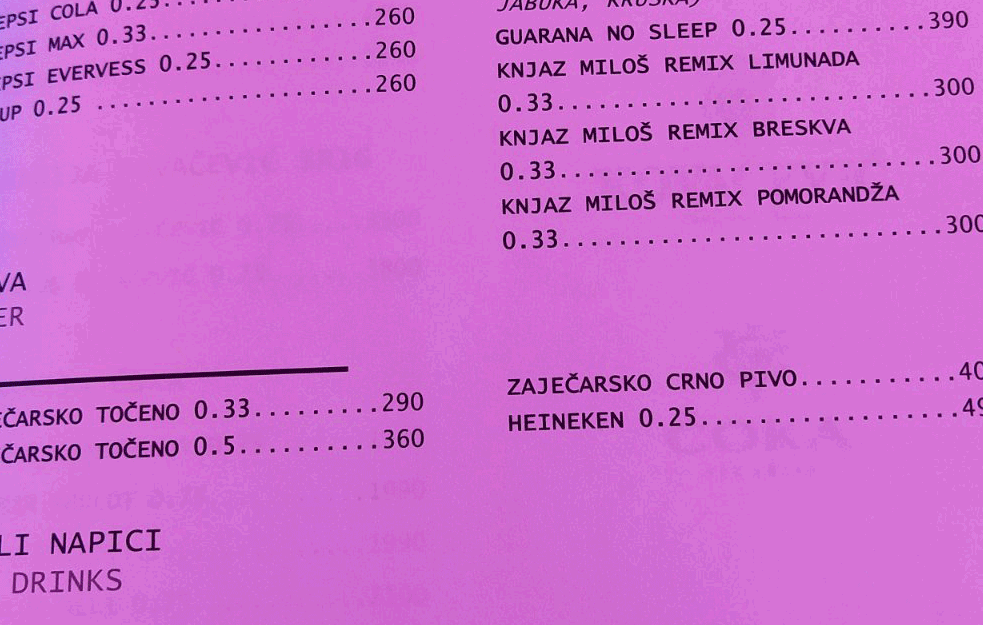 EPSI COLA 0.25
EPSI MAX 0.33....................260
EPSI EVERVESS 0.25...............260
UP 0.25 .....................260
VA
ER
ČARSKO TOČENO 0.33.........290
ČARSKO TOČENO 0.5..........360
LI NAPICI
DRINKS
JABUKA, KRUŠKA)
GUARANA NO SLEEP 0.25..........390
KNJAZ MILOŠ REMIX LIMUNADA
0.33...........................300
KNJAZ MILOŠ REMIX BRESKVA
0.33...........................300
KNJAZ MILOŠ REMIX POMORANDŽA
0.33...........................300
ZAJEČARSKO CRNO PIVO...........40
HEINEKEN 0.25..................49